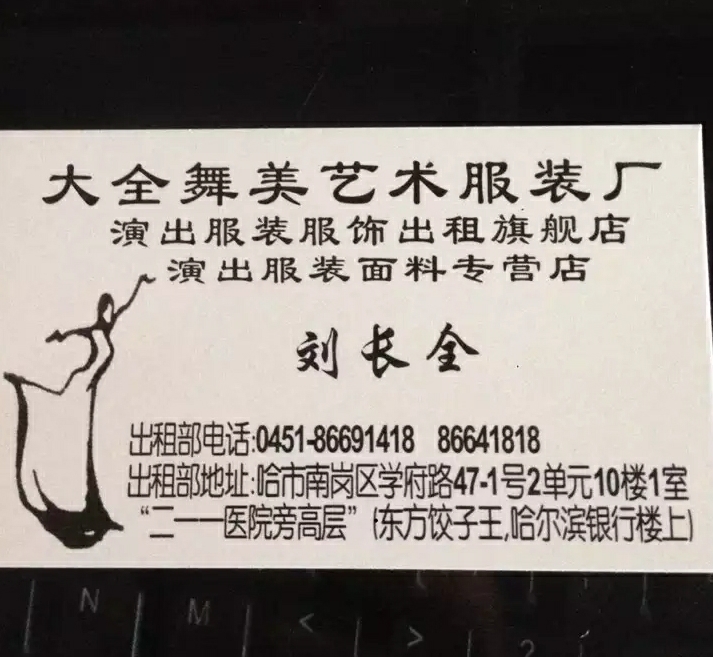 大全舞美艺术服装厂
演出服装服饰出租旗舰店
演出服装面料专营店
刘长全
出租部电话:0451-86691418 86641818
出租部地址:哈市南岗区学府路47-1号2单元10楼1室
“二一一医院旁高层”(东方饺子王,哈尔滨银行楼上)
N M < > ?